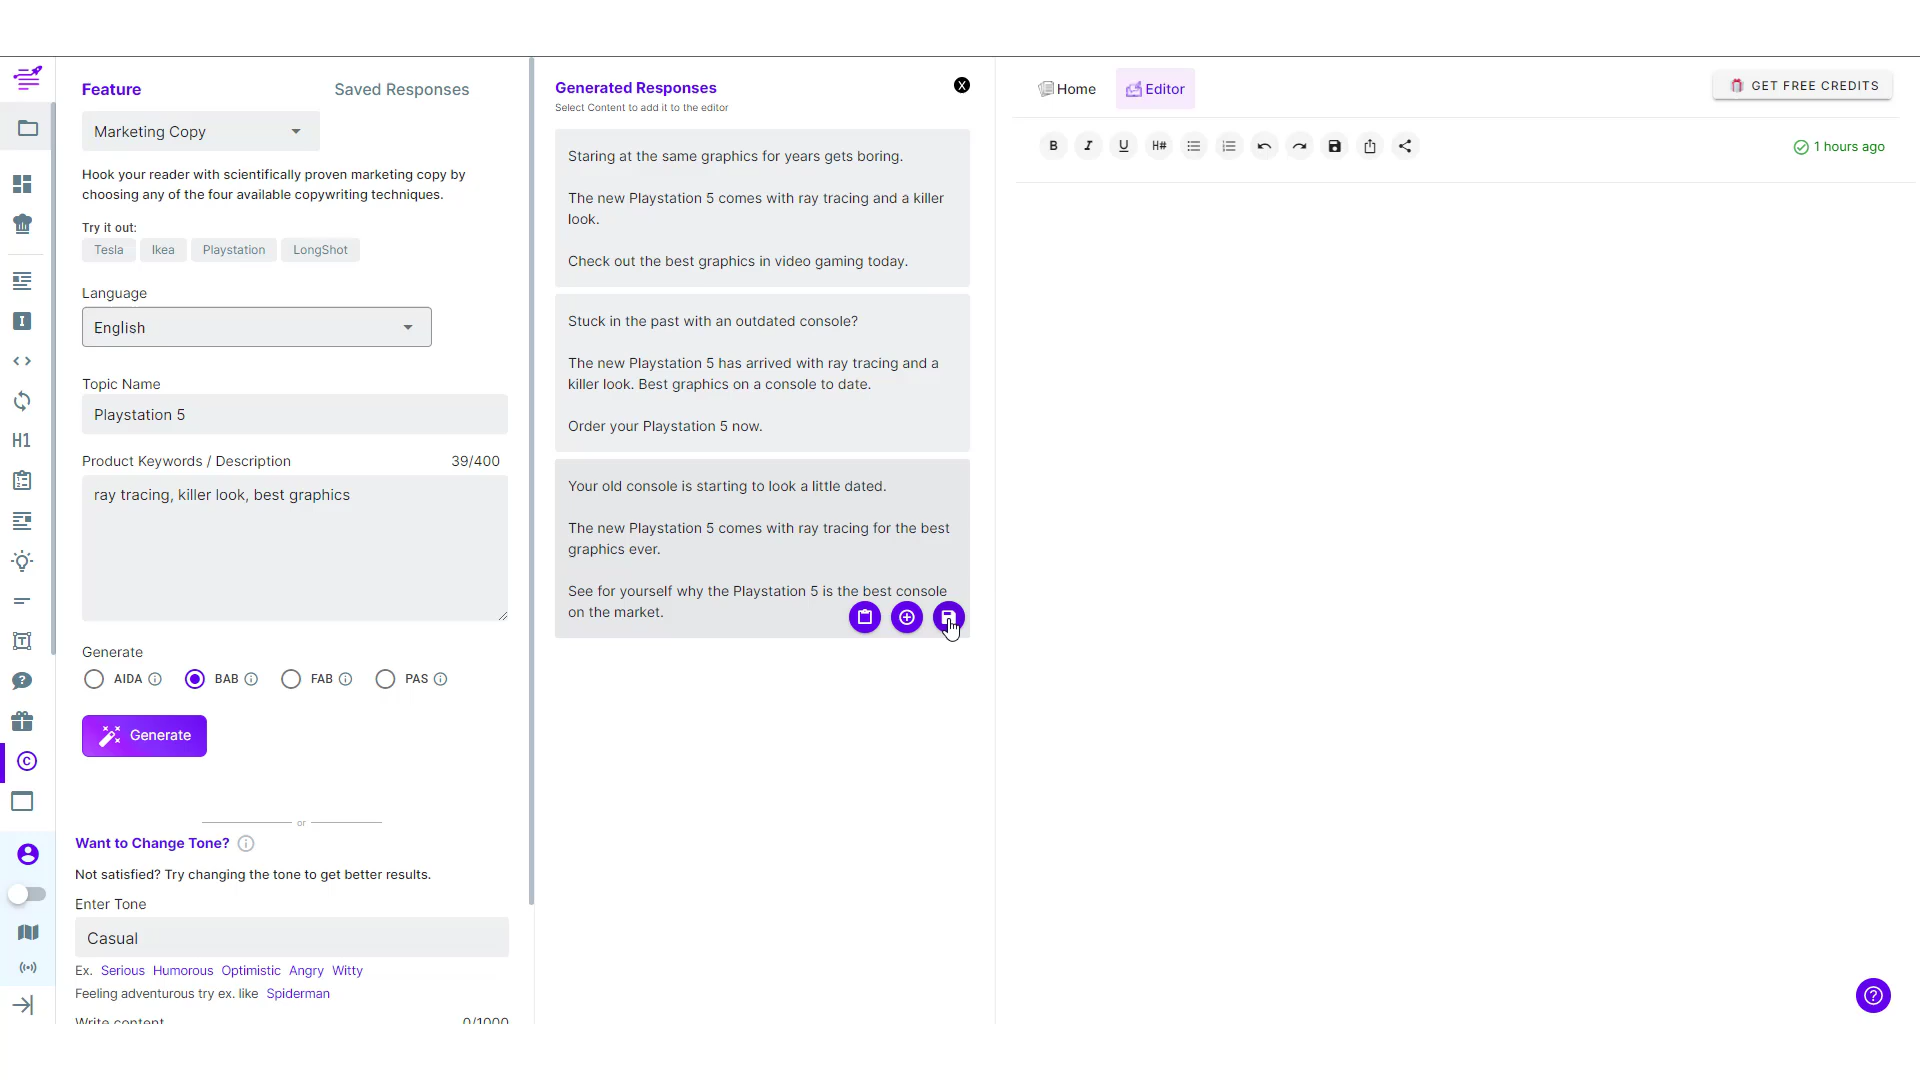 Feature
Saved Responses
Marketing Copy
Hook your reader with scientifically proven marketing copy by
choosing any of the four available copywriting techniques.
Try it out:
Tesla
Ikea
Playstation
LongShot
Language
English
Topic Name
Playstation 5
Product Keywords / Description
39/400
ray tracing, killer look, best graphics
Generate
AIDA
BAB
FAB
PAS
Generate
or
Want to Change Tone?
Not satisfied? Try changing the tone to get better results.
Enter Tone
Casual
Ex. Serious Humorous Optimistic Angry Witty
Feeling adventurous try ex. like Spiderman
Write content
0/1000
H1
Generated Responses
X
Select Content to add it to the editor
Staring at the same graphics for years gets boring.
The new Playstation 5 comes with ray tracing and a killer
look.
Check out the best graphics in video gaming today.
Stuck in the past with an outdated console?
The new Playstation 5 has arrived with ray tracing and a
killer look. Best graphics on a console to date.
Order your Playstation 5 now.
Your old console is starting to look a little dated.
The new Playstation 5 comes with ray tracing for the best
graphics ever.
See for yourself why the Playstation 5 is the best console
on the market.
Home
Editor
GET FREE CREDITS
B
I
U
H#
1 hours ago